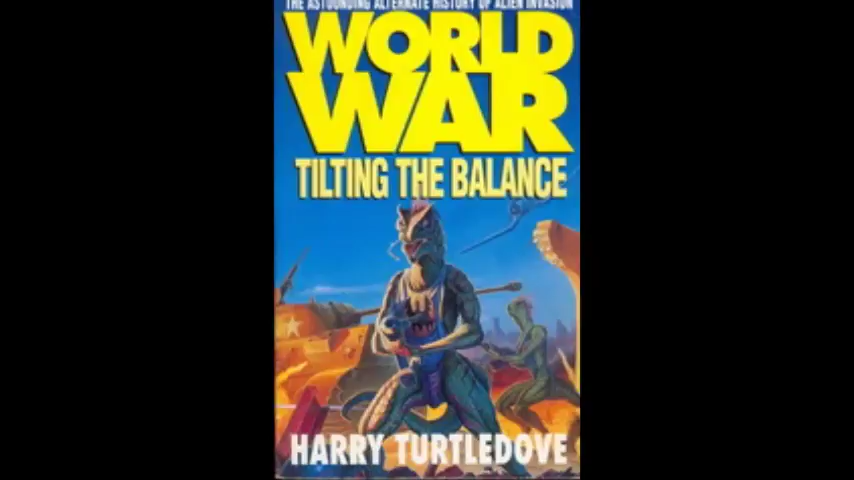 THE ASTOUNDING ALTERNATE HISTORY OF ALIEN INVASION
WORLD
WAR
TILTING THE BALANCE
HARRY TURTLEDOVE